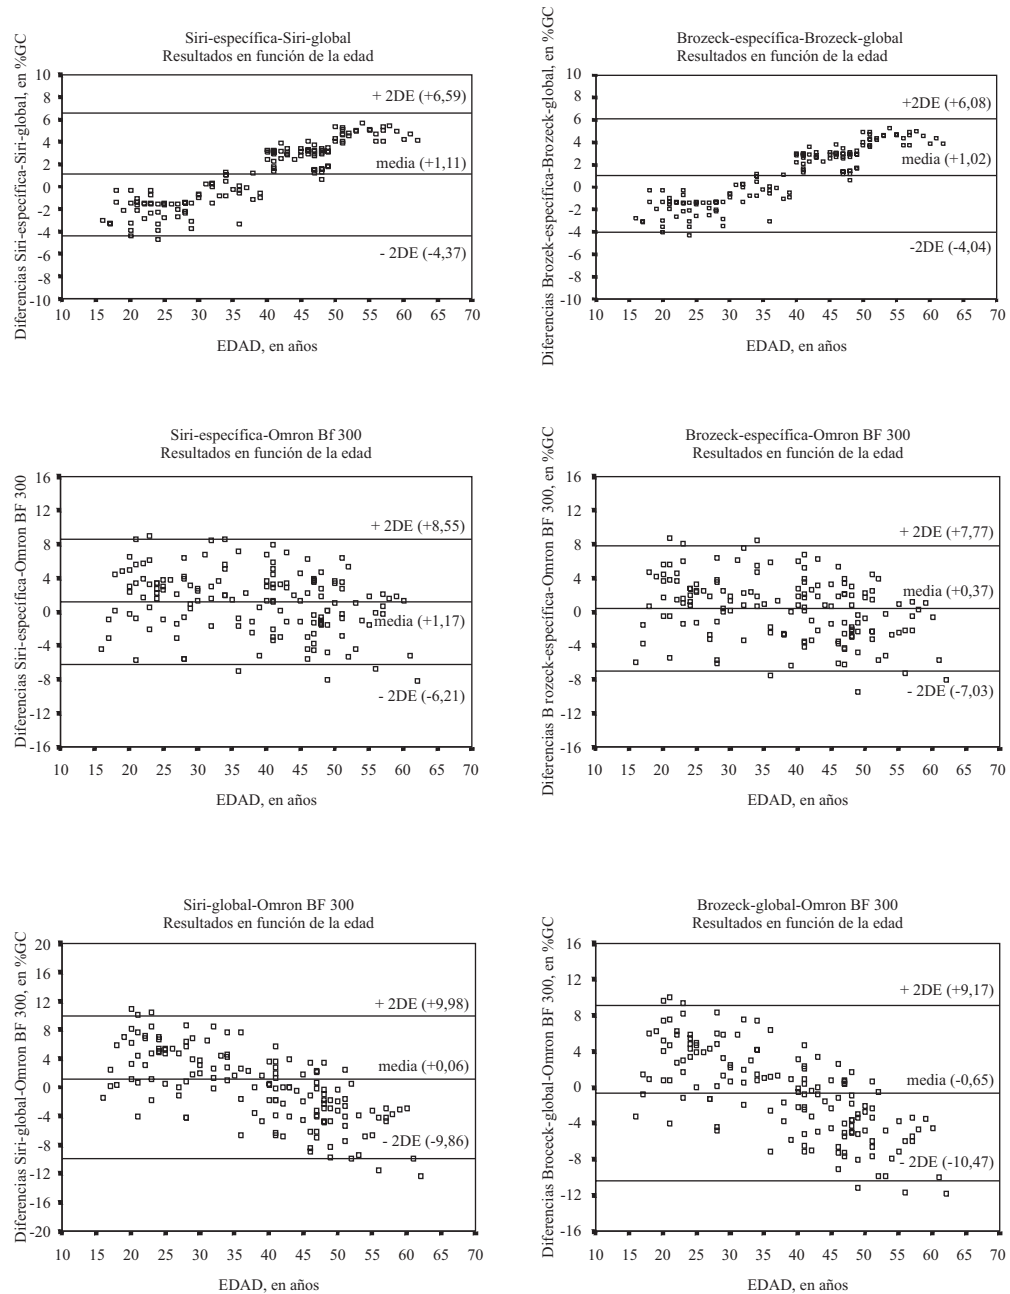 Siri-específica-Siri-global
Resultados en función de la edad
Diferencias Siri-específica-Siri-global, en %GC
10
8
6
4
2
0
-2
-4
-6
-8
-10
+ 2DE (+6,59)
media (+1,11)
- 2DE (-4,37)
10 15 20 25 30 35 40 45 50 55 60 65 70
EDAD, en años
Brozeck-específica-Brozeck-global
Resultados en función de la edad
Diferencias Brozek-específica-Brozeck-global, en %GC
10
8
6
4
2
0
-2
-4
-6
-8
-10
+2DE (+6,08)
media (+1,02)
-2DE (-4,04)
10 15 20 25 30 35 40 45 50 55 60 65 70
EDAD, en años
Siri-específica-Omron Bf 300
Resultados en función de la edad
Diferencias Siri-específica-Omron BF 300
16
12
8
4
0
-4
-8
-12
-16
+ 2DE (+8,55)
media (+1,17)
- 2DE (-6,21)
10 15 20 25 30 35 40 45 50 55 60 65 70
EDAD, en años
Brozeck-específica-Omron BF 300
Resultados en función de la edad
Diferencias B rozeck-específica-Omron BF 300, en %GC
16
12
8
4
0
-4
-8
-12
-16
+ 2DE (+7,77)
media (+0,37)
- 2DE (-7,03)
10 15 20 25 30 35 40 45 50 55 60 65 70
EDAD, en años
Siri-global-Omron BF 300
Resultados en función de la edad
Diferencias Siri-global-Omron BF 300, en %GC
20
16
12
8
4
0
-4
-8
-12
-16
-20
+ 2DE (+9,98)
media (+0,06)
- 2DE (-9,86)
10 15 20 25 30 35 40 45 50 55 60 65 70
EDAD, en años
Brozeck-global-Omron BF 300
Resultados en función de la edad
Diferencias Broceck-global-Omron BF 300, en %GC
16
12
8
4
0
-4
-8
-12
-16
+ 2DE (+9,17)
media (-0,65)
- 2DE (-10,47)
10 15 20 25 30 35 40 45 50 55 60 65 70
EDAD, en años